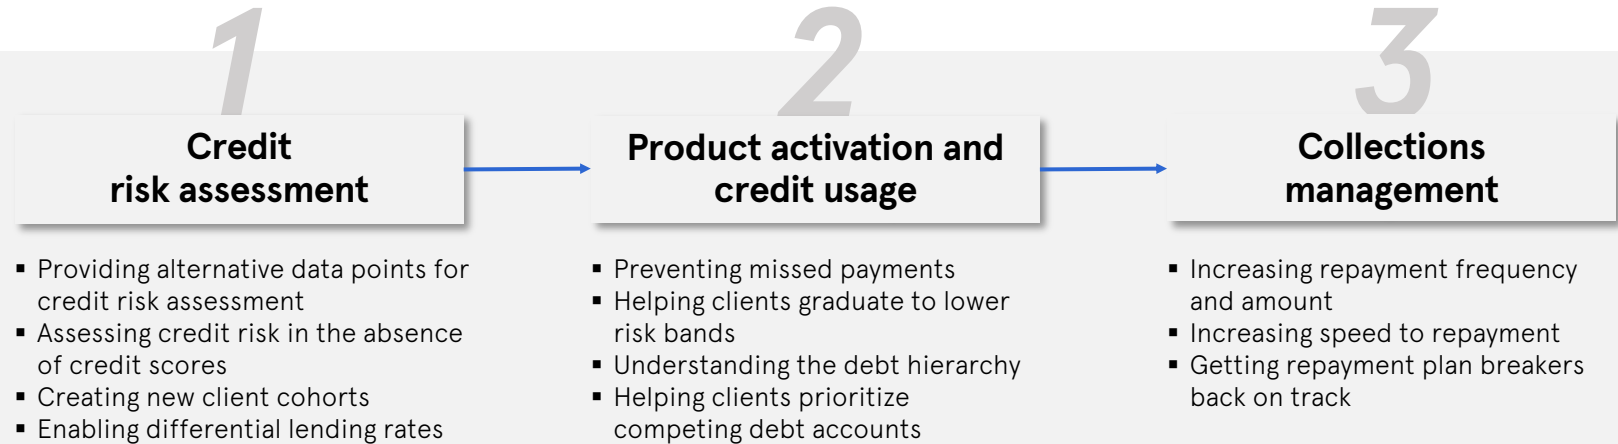 1
Credit
risk assessment
▪ Providing alternative data points for
credit risk assessment
▪ Assessing credit risk in the absence
of credit scores
▪ Creating new client cohorts
▪ Enabling differential lending rates
2
Product activation and
credit usage
▪ Preventing missed payments
▪ Helping clients graduate to lower
risk bands
▪ Understanding the debt hierarchy
▪ Helping clients prioritize
competing debt accounts
3
Collections
management
▪ Increasing repayment frequency
and amount
▪ Increasing speed to repayment
▪ Getting repayment plan breakers
back on track